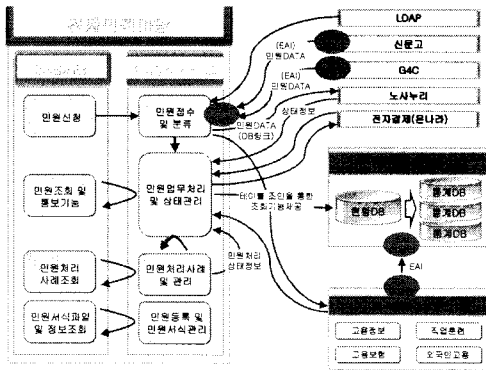 LDAP
신문고
G4C
노사누리
전자결재(온나라)
(EAI)
민원DATA
(EAI)
민원DATA
상태정보
민원DATA
(DB링크)
민원신청
민원접수
및 분류
민원조회 및
통보기능
민원업무처리
및 상태관리
테이블 조인을 통한
조회기능제공
현황DB
통계DB
통계DB
통계DB
EAI
민원처리
상태정보
민원처리
사례조회
민원처리사례
및 관리
민원서식파일
및 정보조회
민원등록 및
민원서식관리
고용정보
직업훈련
고용보험
외국인고용